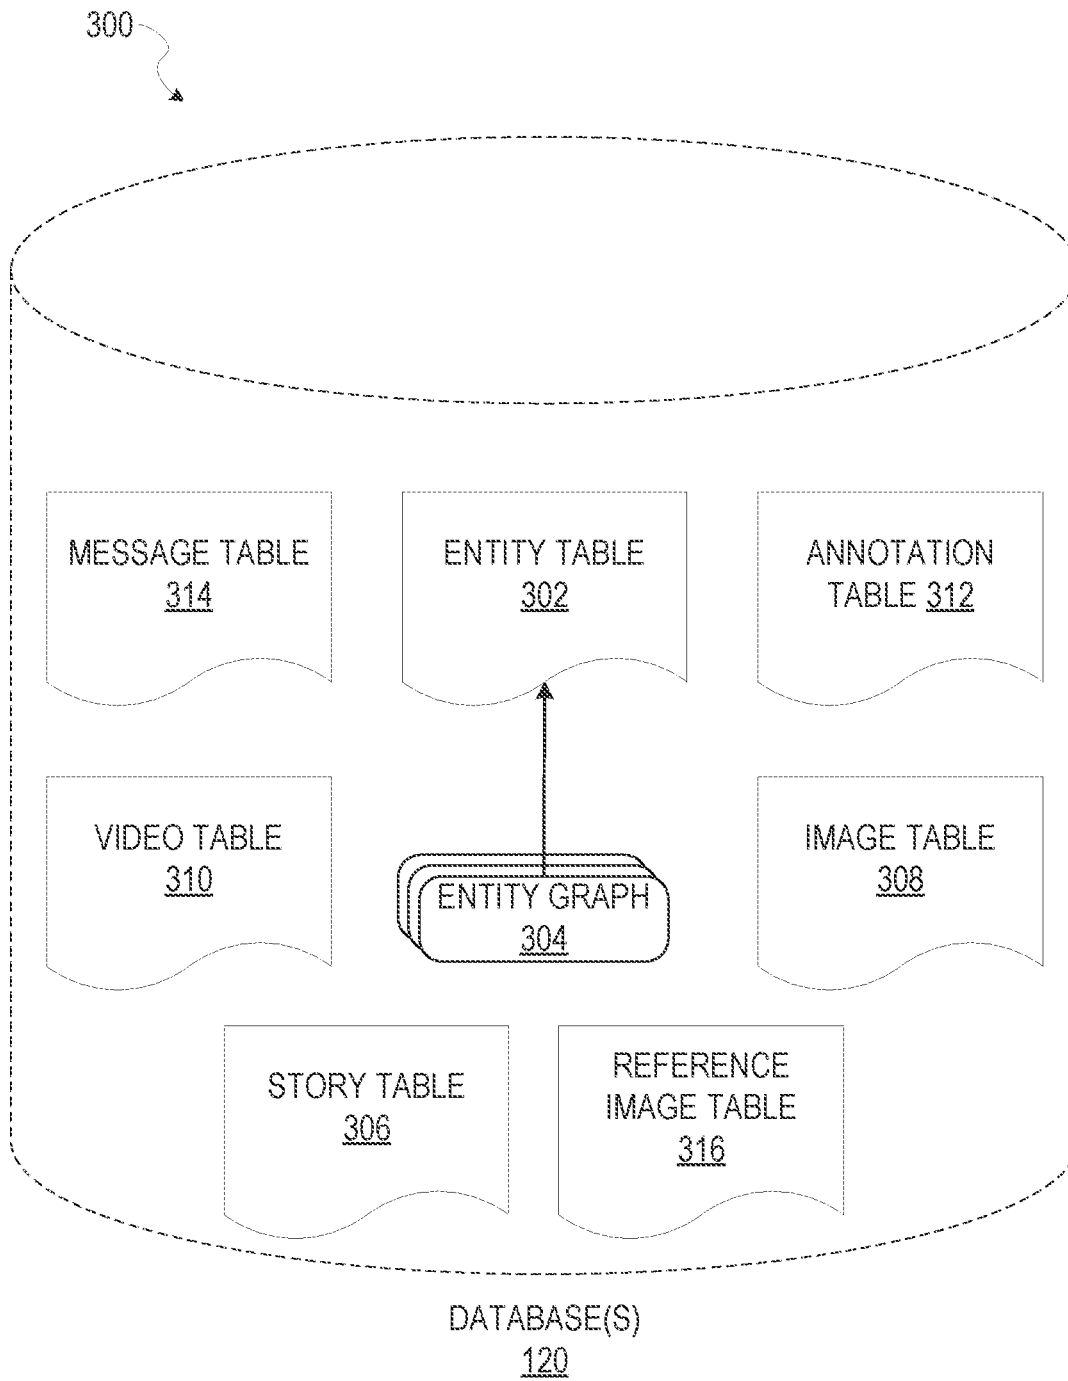 300
MESSAGE TABLE
314
ENTITY TABLE
302
ANNOTATION
TABLE 312
VIDEO TABLE
310
ENTITY GRAPH
304
IMAGE TABLE
308
STORY TABLE
306
REFERENCE
IMAGE TABLE
316
DATABASE(S)
120